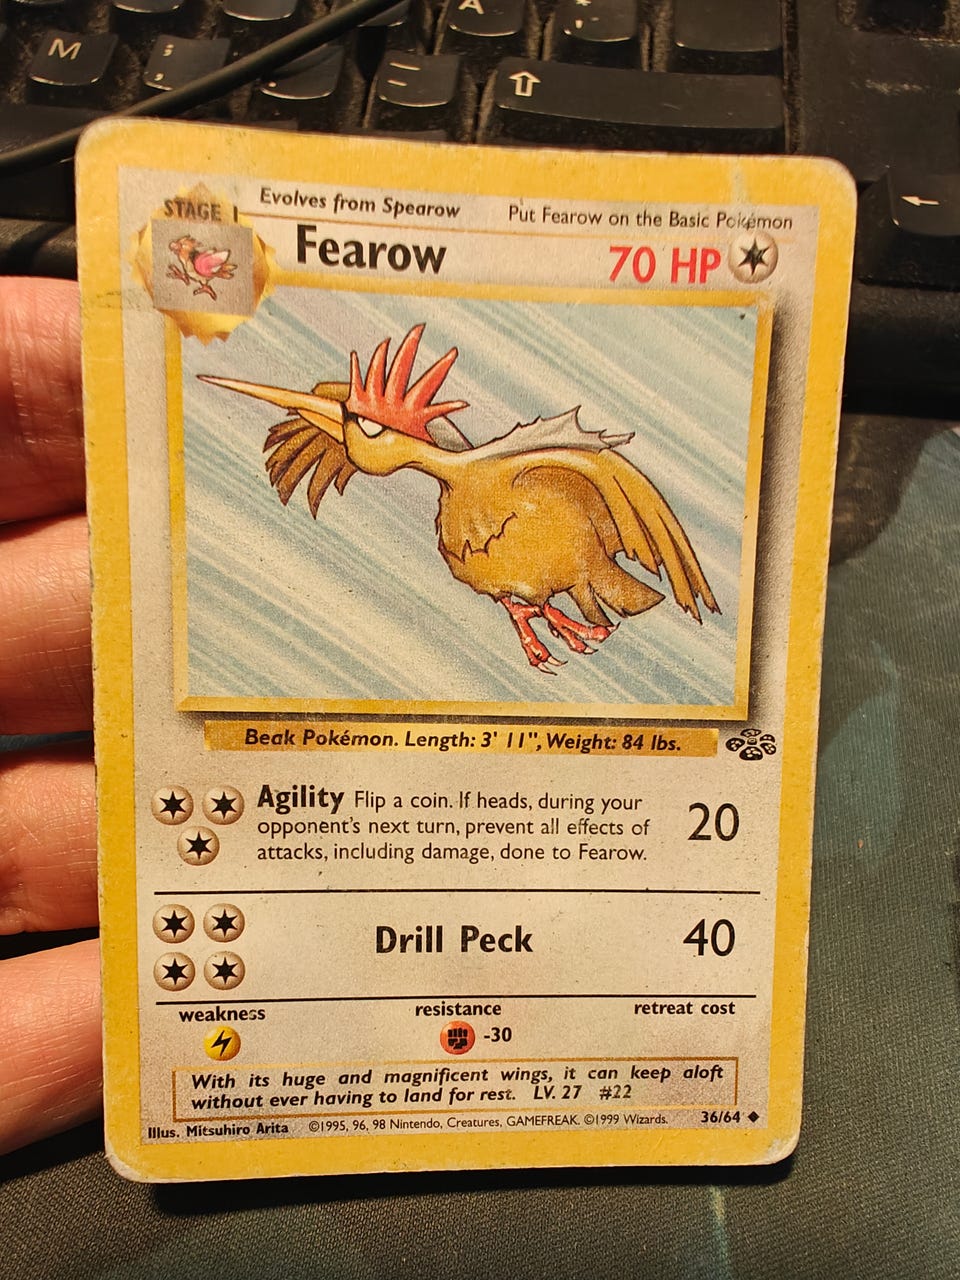 M
;
,
A
*
:
–
=
⇧
←
STAGE 1
Evolves from Spearow
Put Fearow on the Basic Pokémon
Fearow
70 HP
Beak Pokémon. Length: 3' 11", Weight: 84 lbs.
Agility Flip a coin. If heads, during your
opponent's next turn, prevent all effects of
attacks, including damage, done to Fearow.
20
Drill Peck
40
weakness
resistance
retreat cost
-30
With its huge and magnificent wings, it can keep aloft
without ever having to land for rest. LV. 27 #22
Illus. Mitsuhiro Arita ©1995, 96, 98 Nintendo, Creatures, GAMEFREAK. ©1999 Wizards. 36/64 ◆